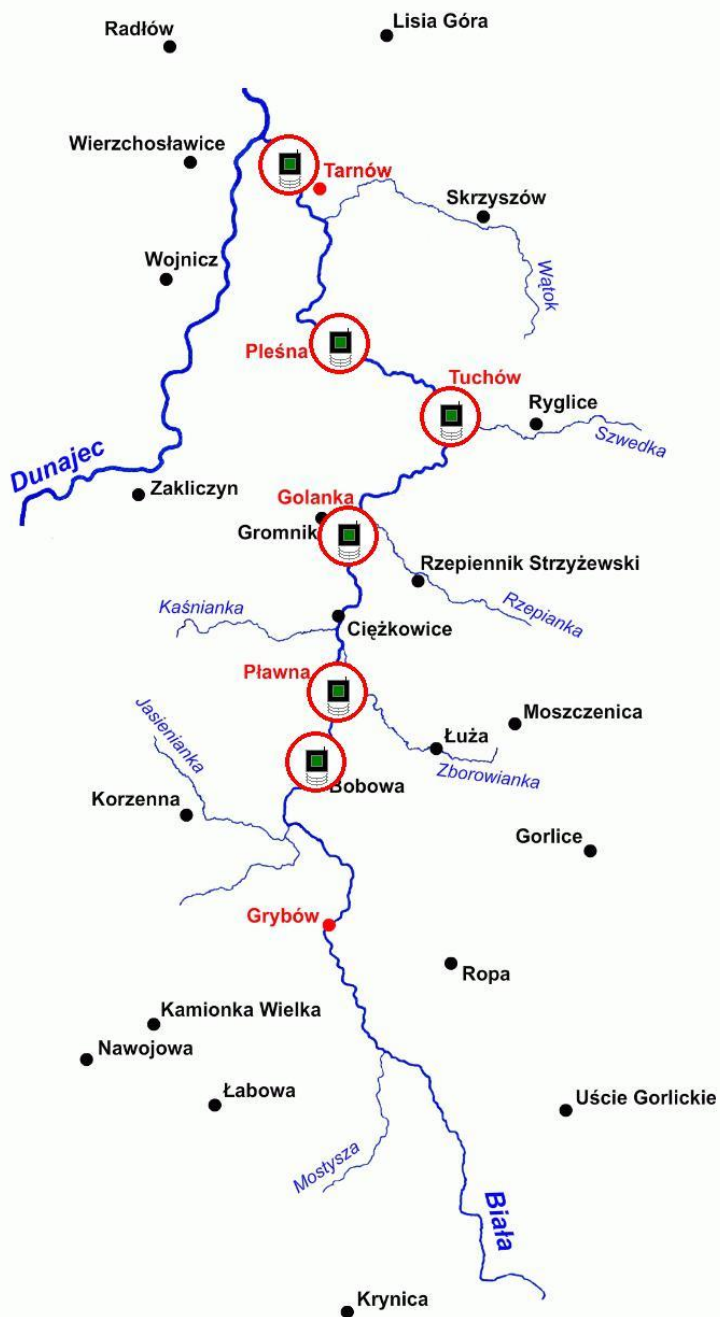 Lisia Góra
Radłów
Wierzchosławice
Tarnów
Skrzyszów
Wojnicz
Wątok
Pleśna
Tuchów
Ryglice
Szwedka
Dunajec
Zakliczyn
Golanka
Gromnik
Rzepiennik Strzyżewski
Rzepianka
Kaśnianka
Ciężkowice
Pławna
Jasienianka
Moszczenica
Łuża
Zborowianka
Bobowa
Korzenna
Gorlice
Grybów
Ropa
Kamionka Wielka
Nawojowa
Łabowa
Uście Gorlickie
Mostysza
Biała
Krynica